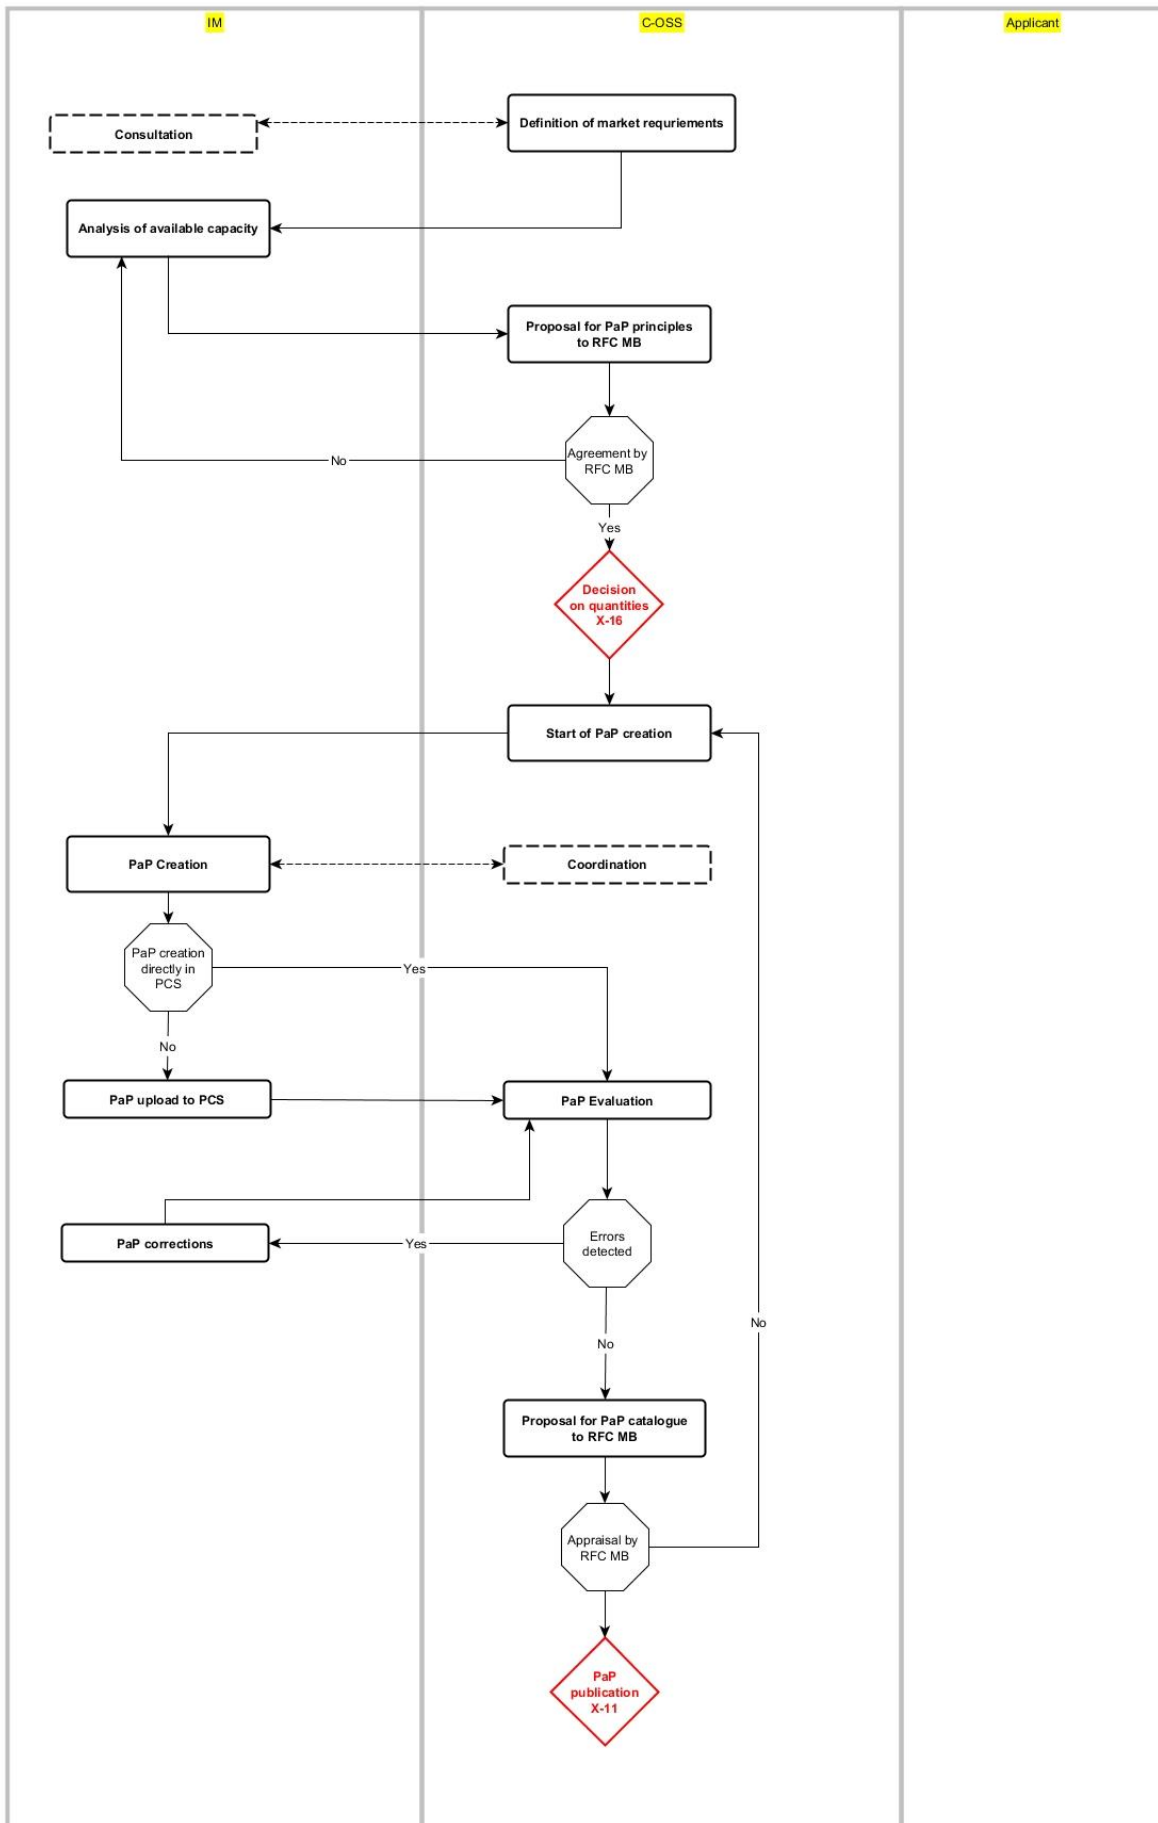 IM
C-OSS
Applicant
Definition of market requriements
Consultation
Analysis of available capacity
Proposal for PaP principles
to RFC MB
Agreement by
RFC MB
No
Yes
Decision
on quantities
X-16
Start of PaP creation
PaP Creation
Coordination
PaP creation
directly in
PCS
Yes
No
PaP upload to PCS
PaP Evaluation
Errors
detected
Yes
PaP corrections
No
No
Proposal for PaP catalogue
to RFC MB
Appraisal by
RFC MB
PaP
publication
X-11